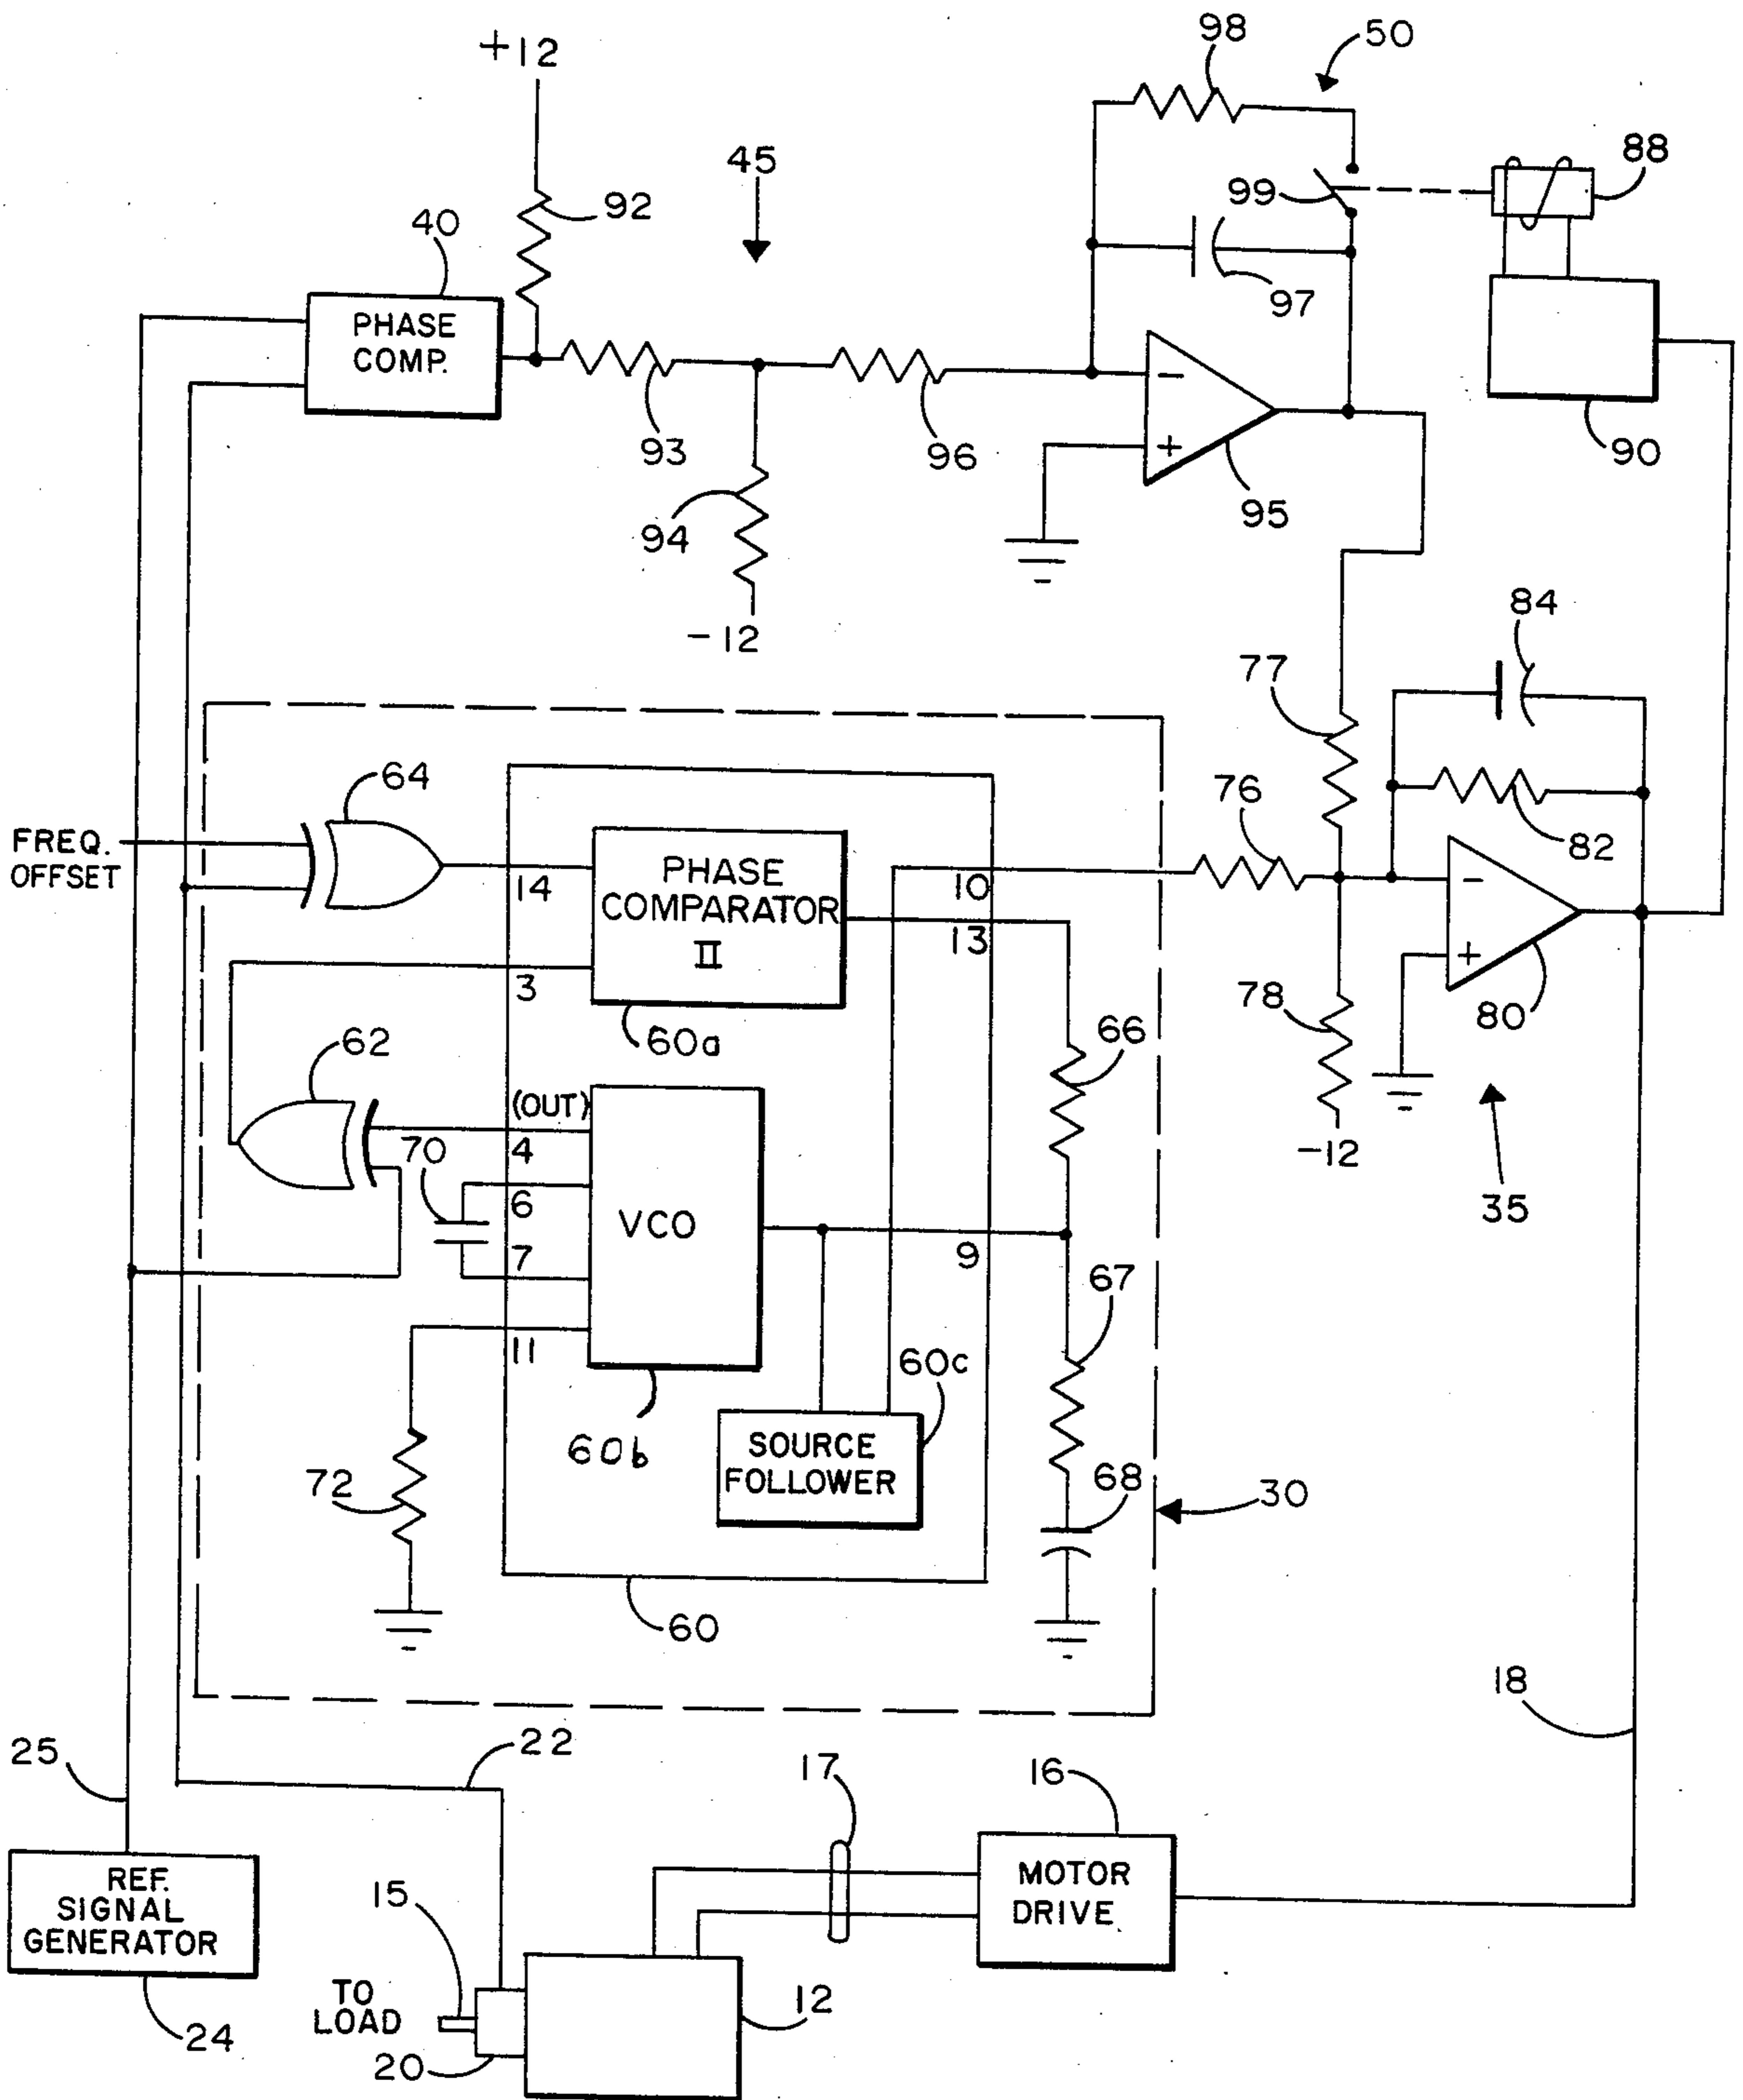 98
50
+12
45
88
92
99
40
PHASE
COMP.
97
93
96
90
94
95
-12
84
77
64
76
FREQ.
OFFSET
82
14
PHASE
COMPARATOR
II
10
13
3
78
80
60a
66
62
(OUT)
4
70
-12
6
VCO
35
7
9
67
11
60c
60b
SOURCE
FOLLOWER
72
68
30
60
18
25
22
17
16
MOTOR
DRIVE
REF.
SIGNAL
GENERATOR
15
TO
LOAD
12
24
20